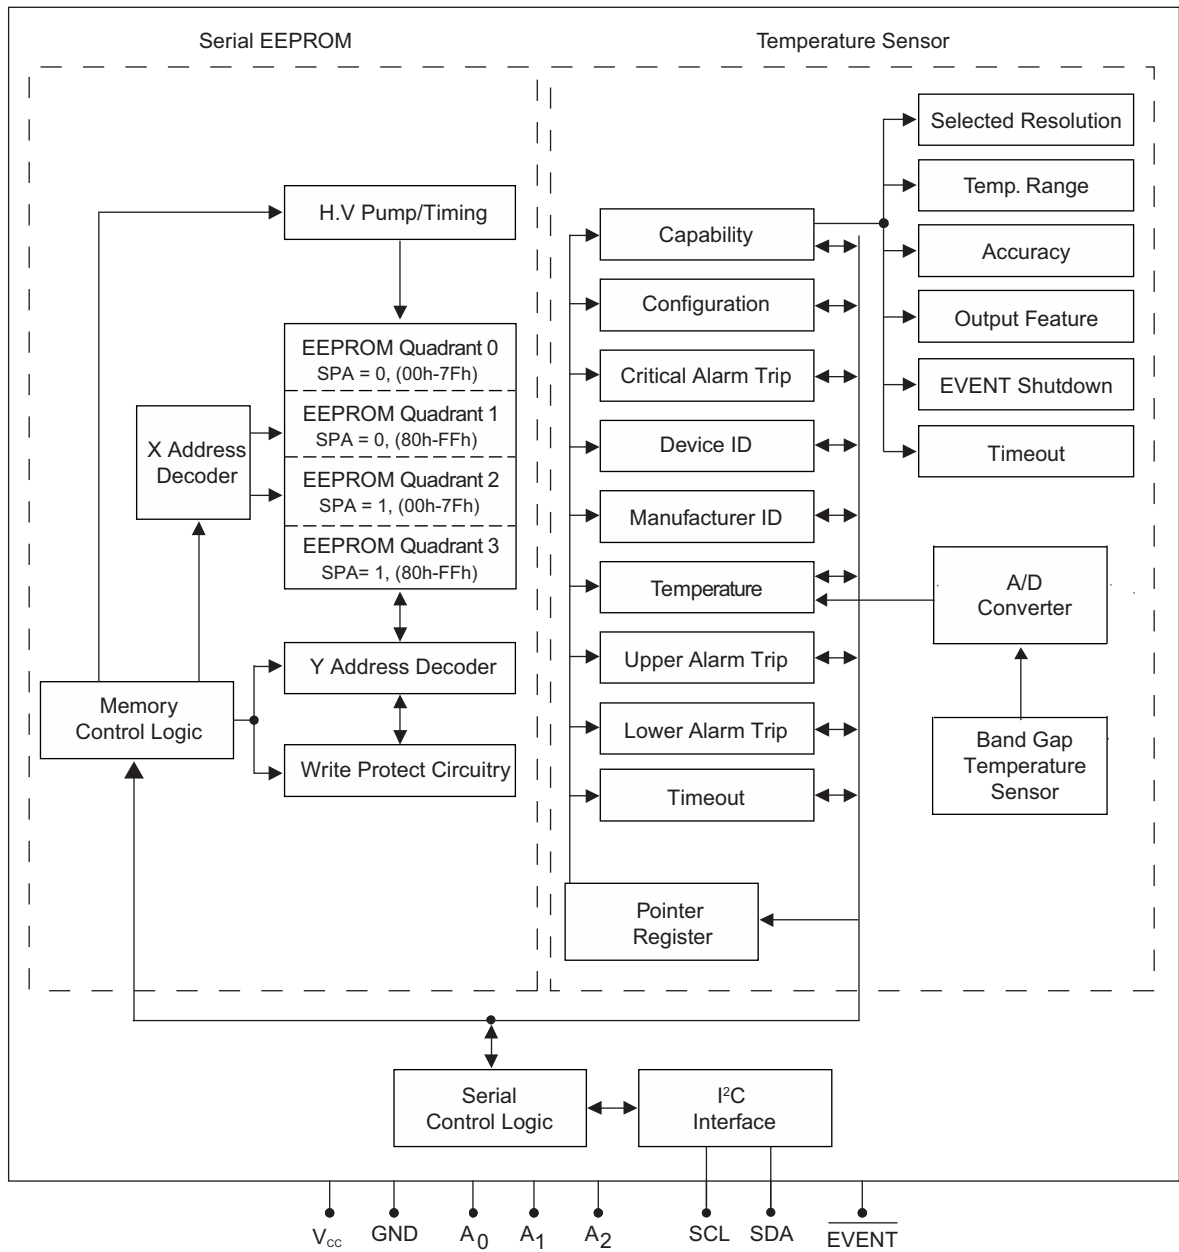 Serial EEPROM
Temperature Sensor
H.V Pump/Timing
EEPROM Quadrant 0
SPA = 0, (00h-7Fh)
EEPROM Quadrant 1
SPA = 0, (80h-FFh)
EEPROM Quadrant 2
SPA = 1, (00h-7Fh)
EEPROM Quadrant 3
SPA= 1, (80h-FFh)
X Address
Decoder
Y Address Decoder
Memory
Control Logic
Write Protect Circuitry
Capability
Configuration
Critical Alarm Trip
Device ID
Manufacturer ID
Temperature
Upper Alarm Trip
Lower Alarm Trip
Timeout
Pointer
Register
Selected Resolution
Temp. Range
Accuracy
Output Feature
EVENT Shutdown
Timeout
A/D
Converter
Band Gap
Temperature
Sensor
Serial
Control Logic
I²C
Interface
VCC GND A0 A1 A2 SCL SDA EVENT